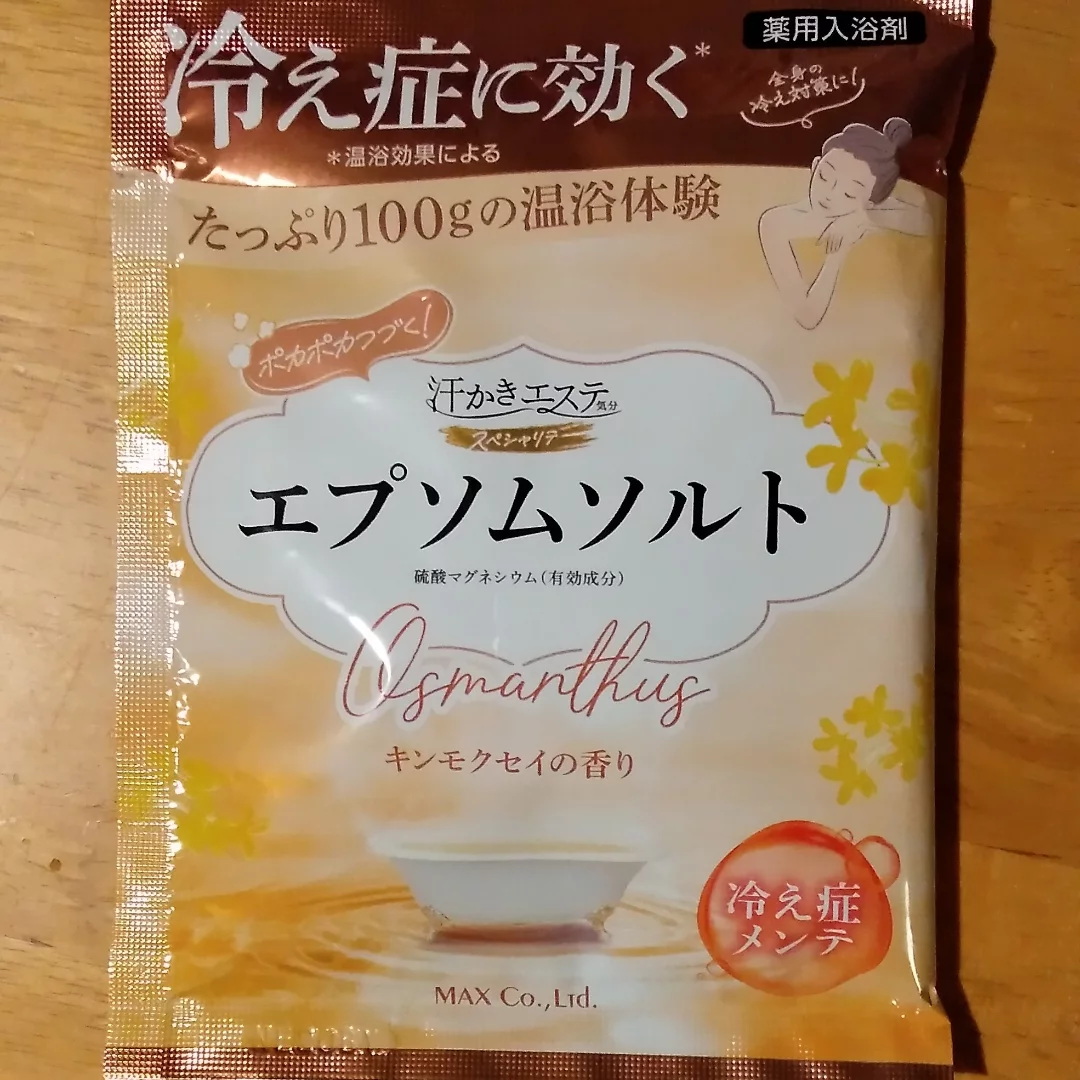 薬用入浴剤
冷え症に効く*
*温浴効果による
全身の
冷え対策に!
たっぷり100gの温浴体験
ポカポカつづく!
汗かきエステ気分
スペシャリテ
エプソムソルト
硫酸マグネシウム(有効成分)
Osmanthus
キンモクセイの香り
冷え症
メンテ
MAX Co.,Ltd.